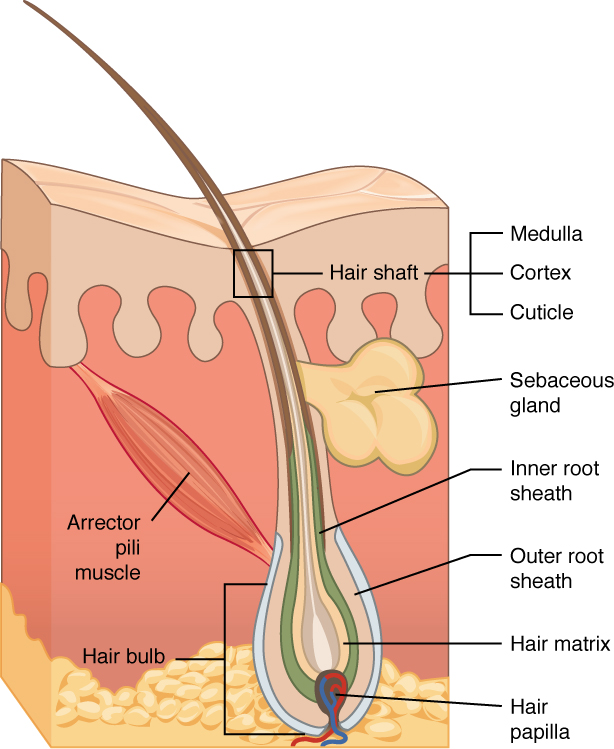 Medulla
Hair shaft
Cortex
Cuticle
Sebaceous
gland
Inner root
sheath
Arrector
pili
muscle
Outer root
sheath
Hair bulb
Hair matrix
Hair
papilla